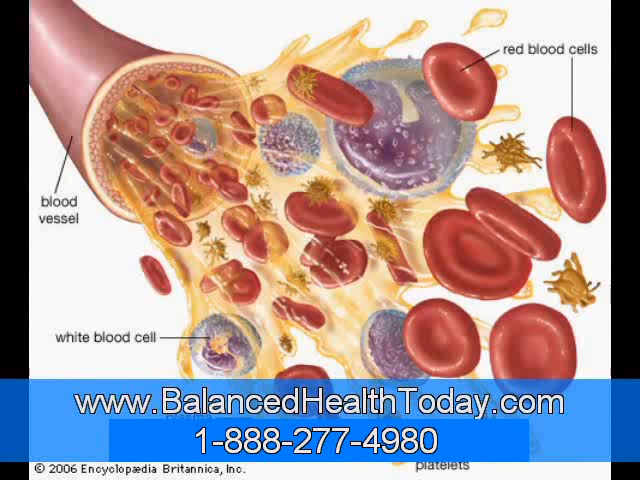 red blood cells
blood
vessel
white blood cell
www.BalancedHealthToday.com
1-888-277-4980
platelets
© 2006 Encyclopædia Britannica, Inc.